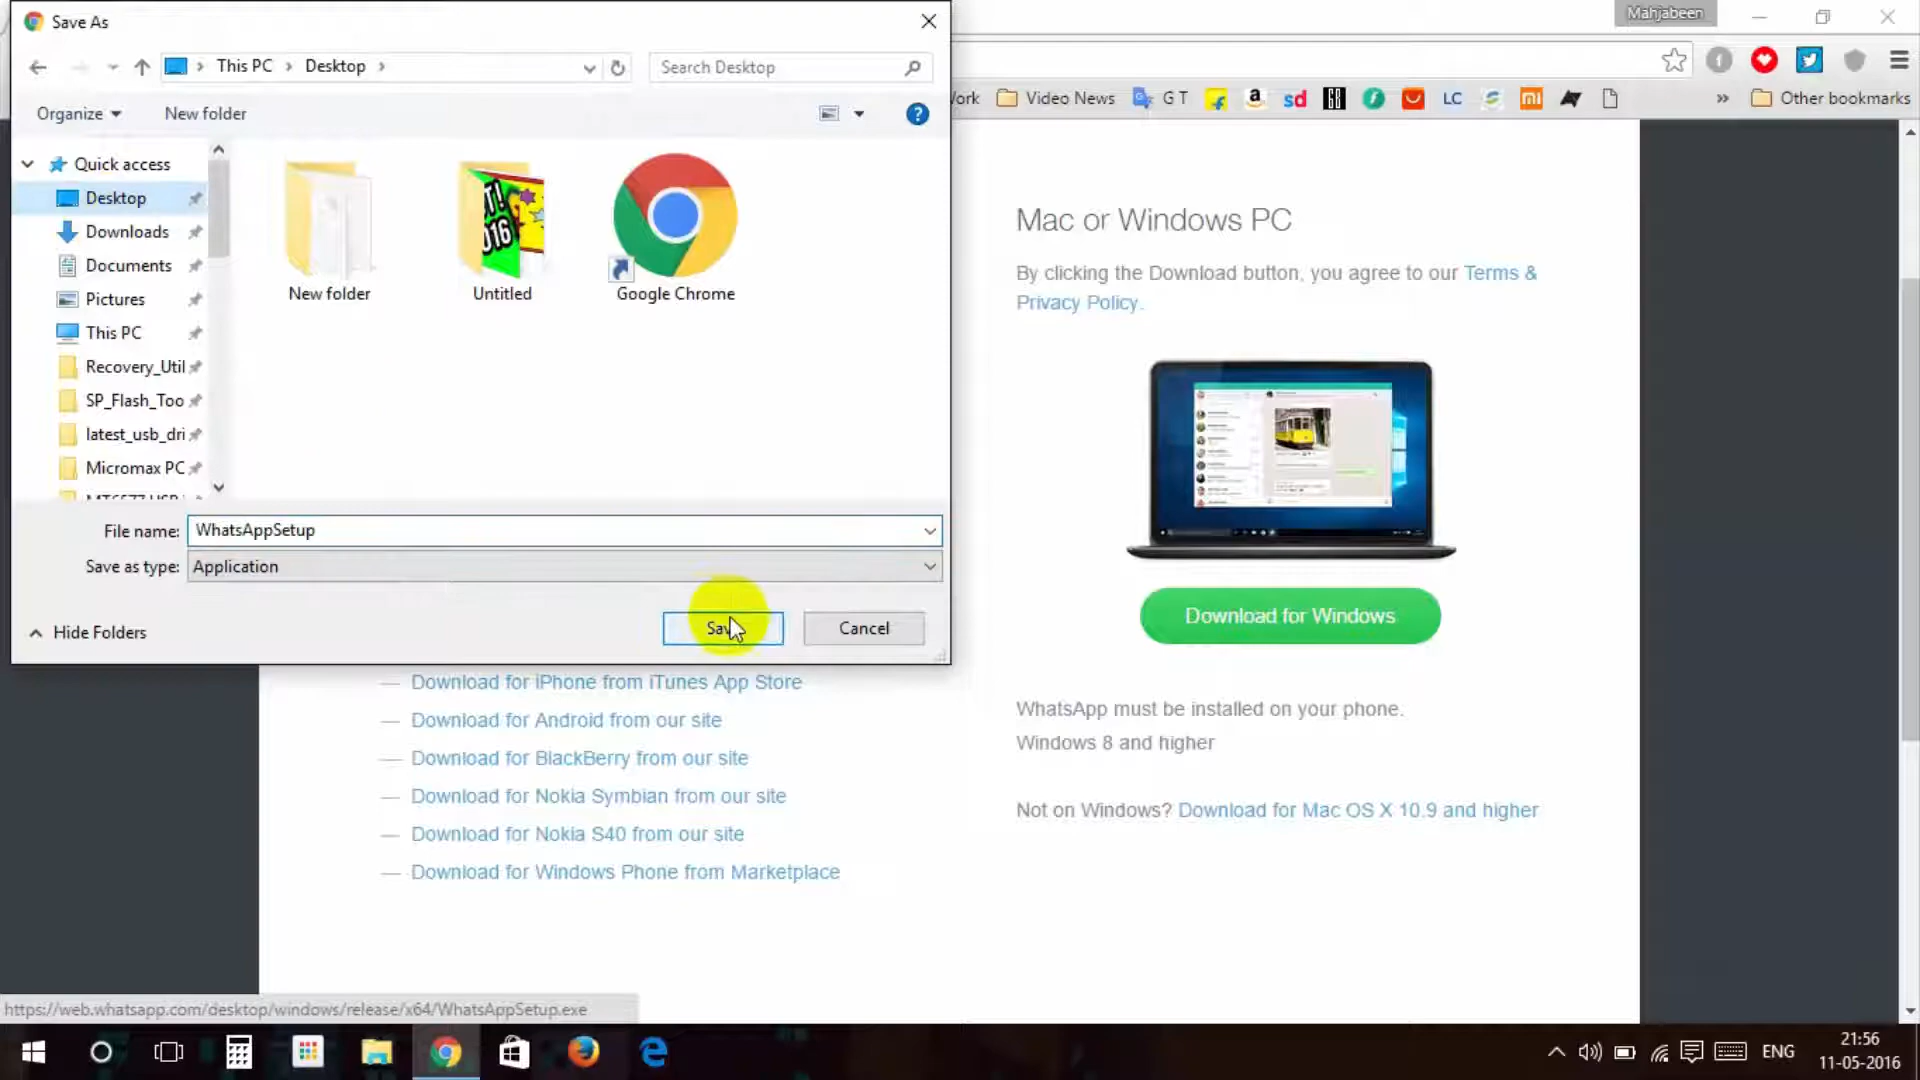 Save As
Mahjabeen
This PC
Desktop
Search Desktop
Organize
New folder
Video News
G T
sd
LC
mi
»
Other bookmarks
Quick access
Desktop
Downloads
Documents
Pictures
This PC
Recovery_Util
SP_Flash_Too
latest_usb_dri
Micromax PC
New folder
Untitled
Google Chrome
File name:
WhatsAppSetup
Save as type:
Application
Hide Folders
Cancel
Mac or Windows PC
By clicking the Download button, you agree to our Terms &
Privacy Policy.
Download for Windows
WhatsApp must be installed on your phone.
Windows 8 and higher
Not on Windows? Download for Mac OS X 10.9 and higher
— Download for iPhone from iTunes App Store
— Download for Android from our site
— Download for BlackBerry from our site
— Download for Nokia Symbian from our site
— Download for Nokia S40 from our site
— Download for Windows Phone from Marketplace
https://web.whatsapp.com/desktop/windows/release/x64/WhatsAppSetup.exe
ENG
21:56
11-05-2016